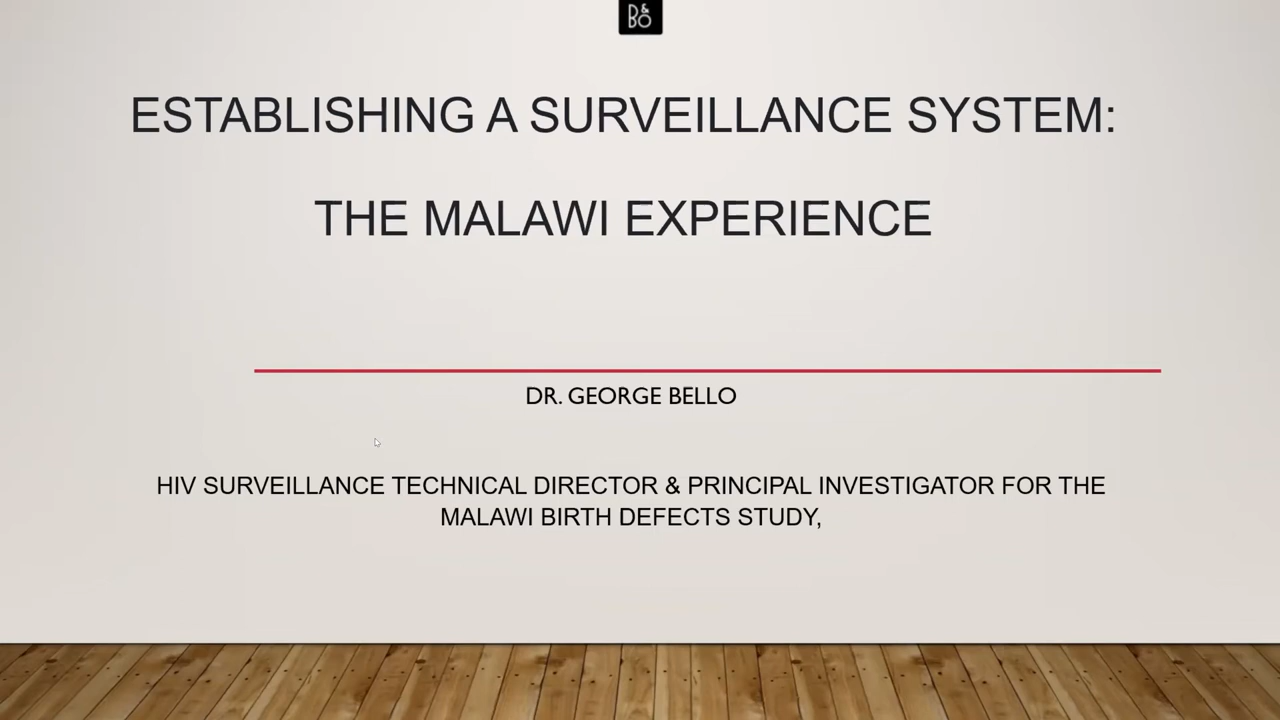 B&O
ESTABLISHING A SURVEILLANCE SYSTEM:
THE MALAWI EXPERIENCE
DR. GEORGE BELLO
HIV SURVEILLANCE TECHNICAL DIRECTOR & PRINCIPAL INVESTIGATOR FOR THE
MALAWI BIRTH DEFECTS STUDY,